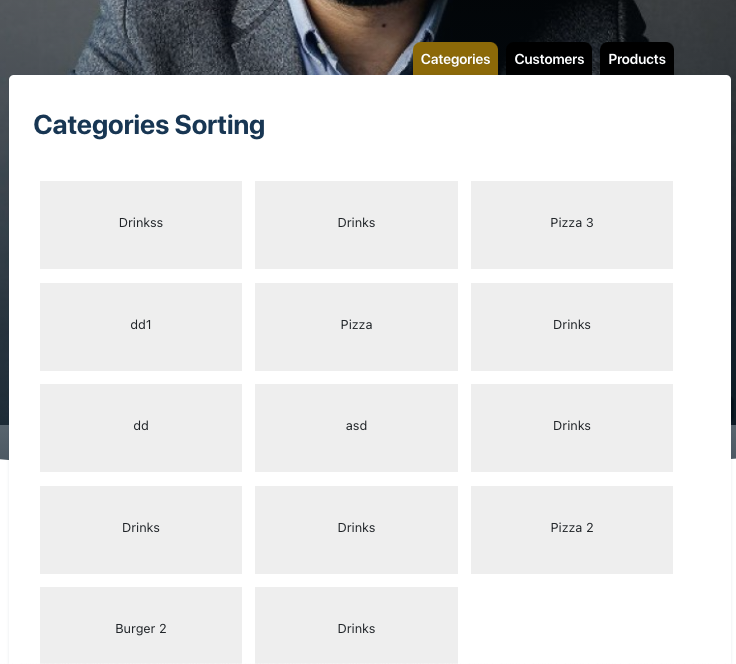 Categories Customers Products
Categories Sorting
Drinkss Drinks Pizza 3
dd1 Pizza Drinks
dd asd Drinks
Drinks Drinks Pizza 2
Burger 2 Drinks